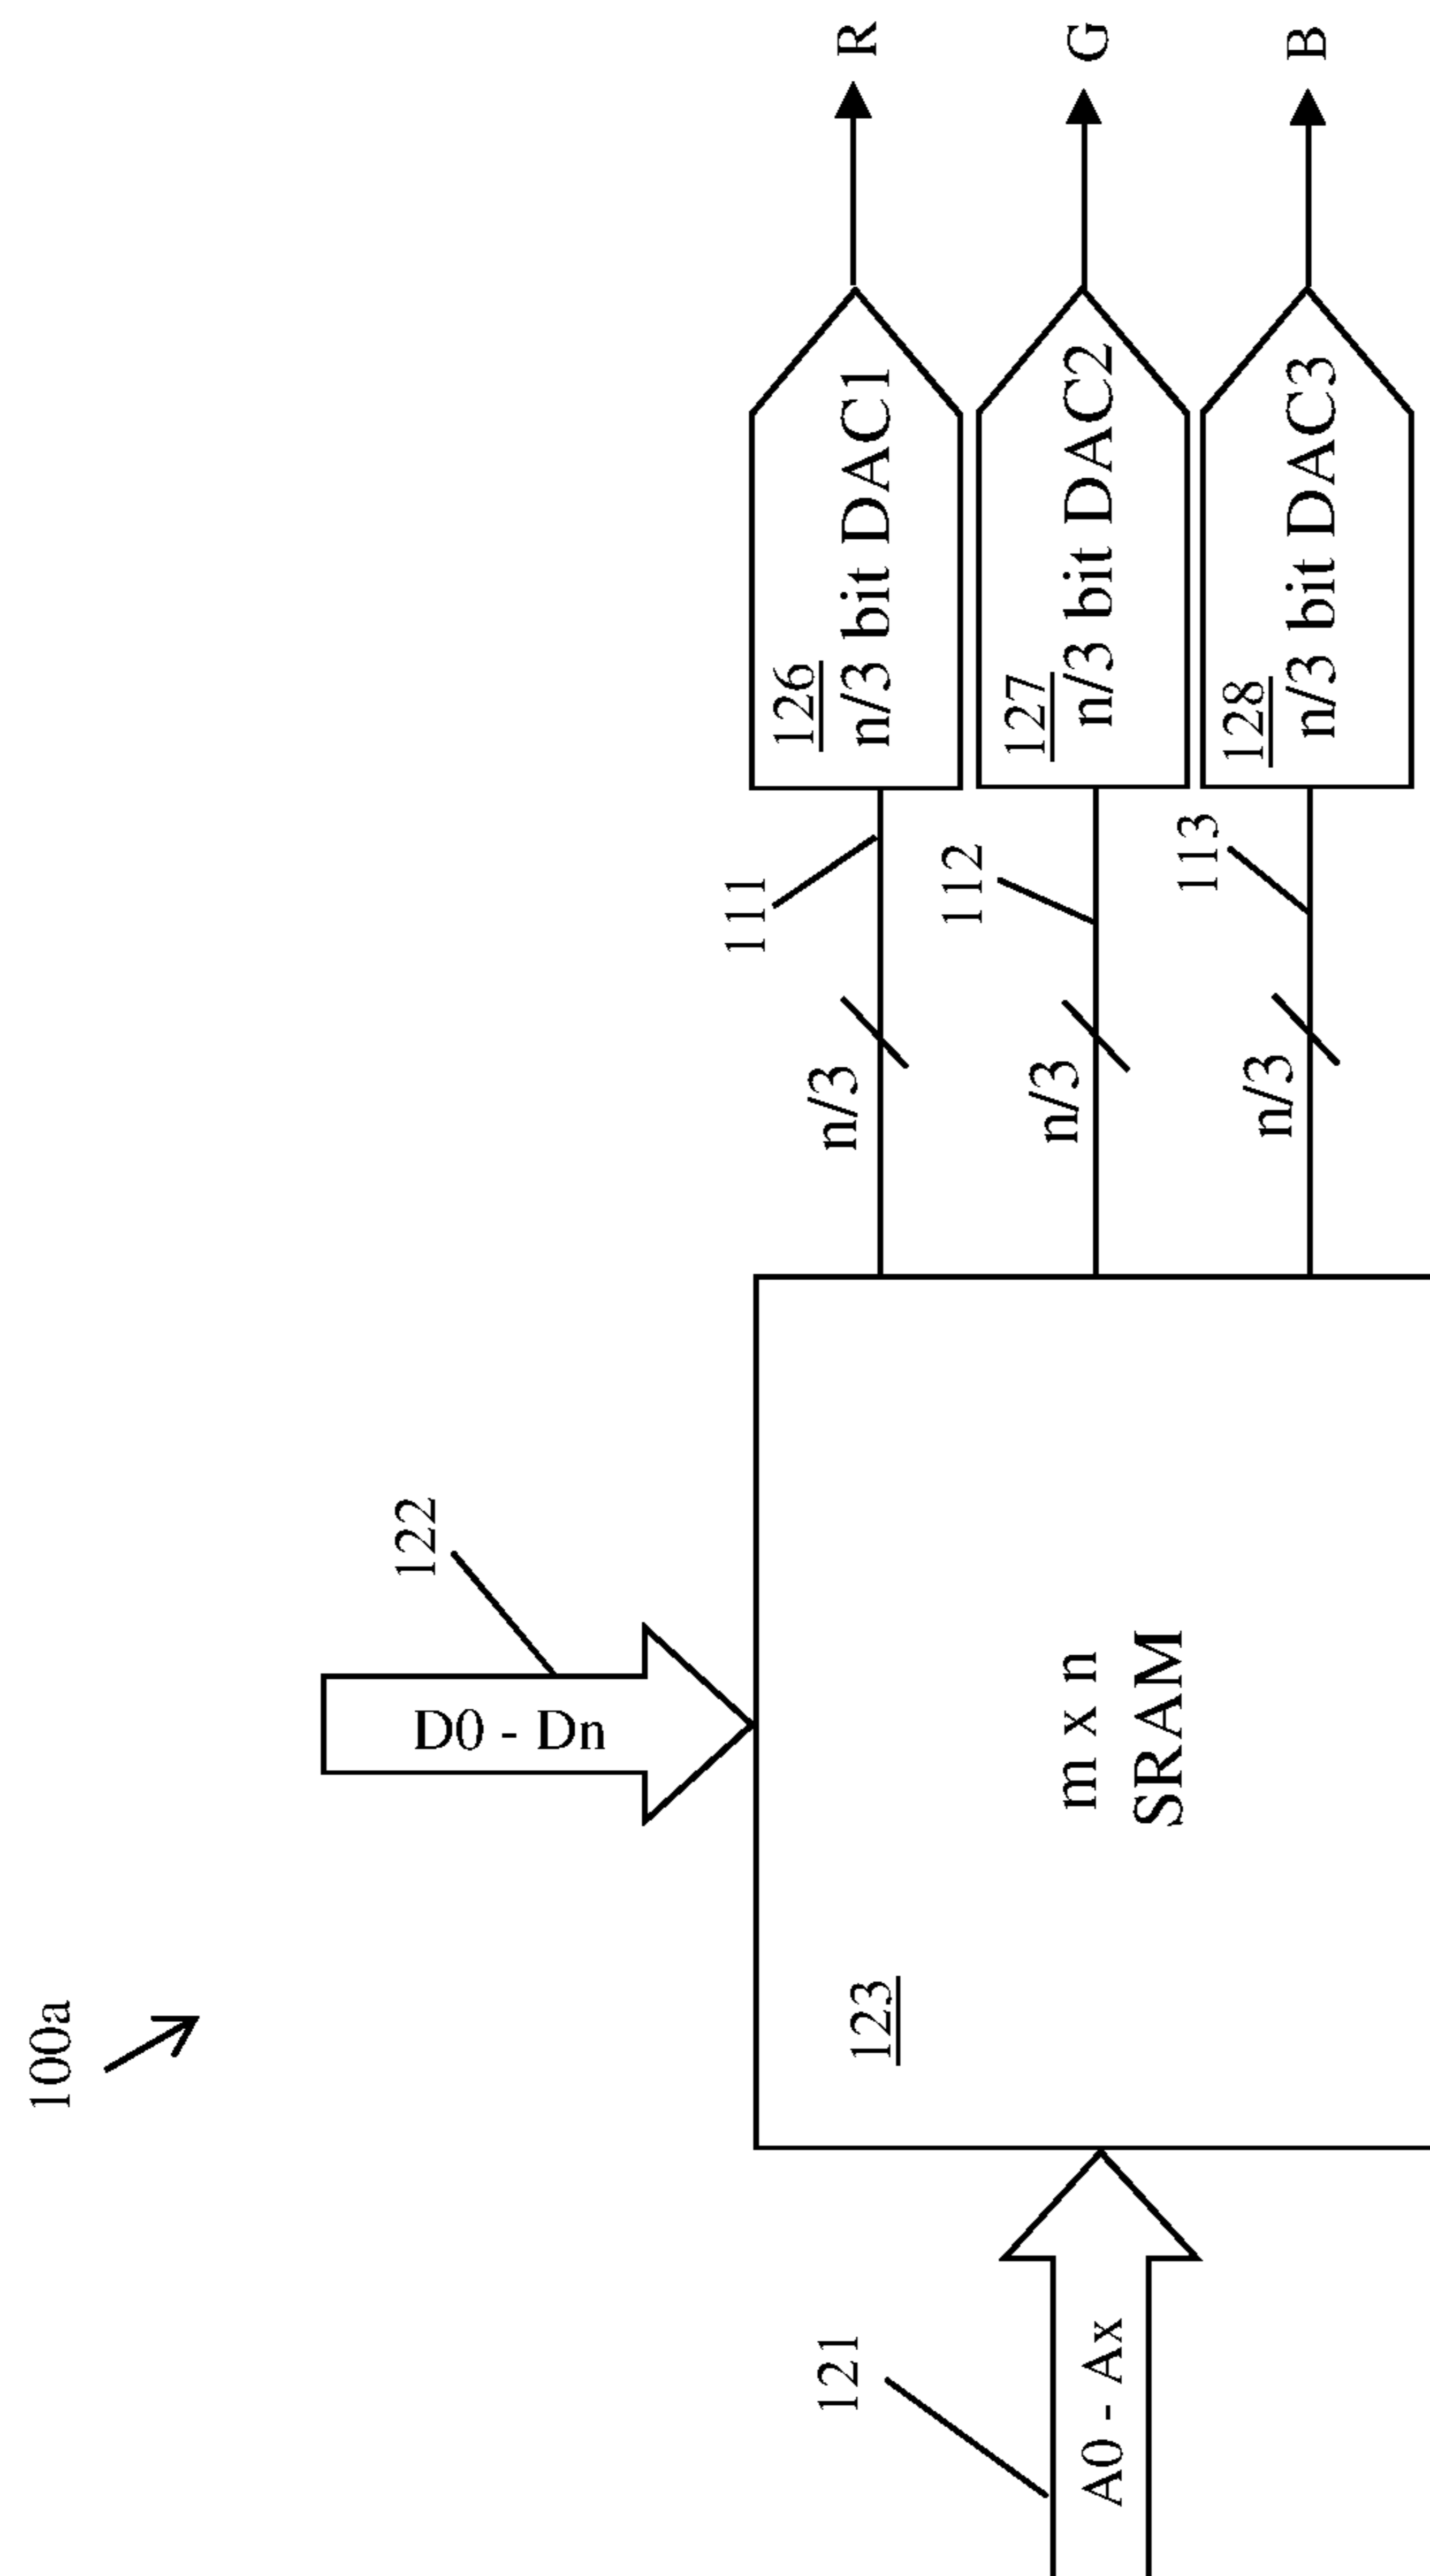 100a
122
D0 - Dn
121
A0 - Ax
123
m x n
SRAM
n/3
111
126
n/3 bit DAC1
R
n/3
112
127
n/3 bit DAC2
G
n/3
113
128
n/3 bit DAC3
B